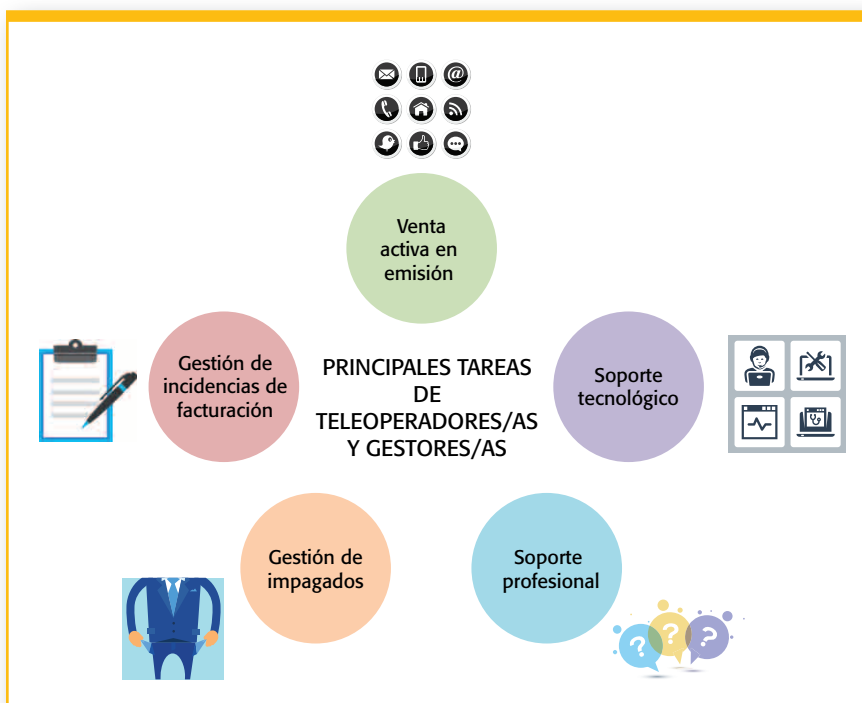 Venta
activa en
emisión
Gestión de
incidencias de
facturación
PRINCIPALES TAREAS
DE
TELEOPERADORES/AS
Y GESTORES/AS
Soporte
tecnológico
Gestión de
impagados
Soporte
profesional